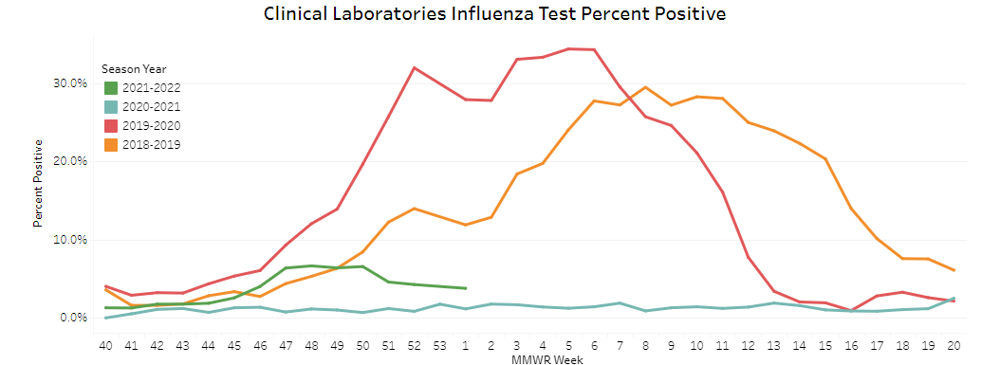 Clinical Laboratories Influenza Test Percent Positive
Season Year
2021-2022
2020-2021
2019-2020
2018-2019
Percent Positive
30.0%
20.0%
10.0%
0.0%
40 41 42 43 44 45 46 47 48 49 50 51 52 53 1 2 3 4 5 6 7 8 9 10 11 12 13 14 15 16 17 18 19 20
MMWR Week